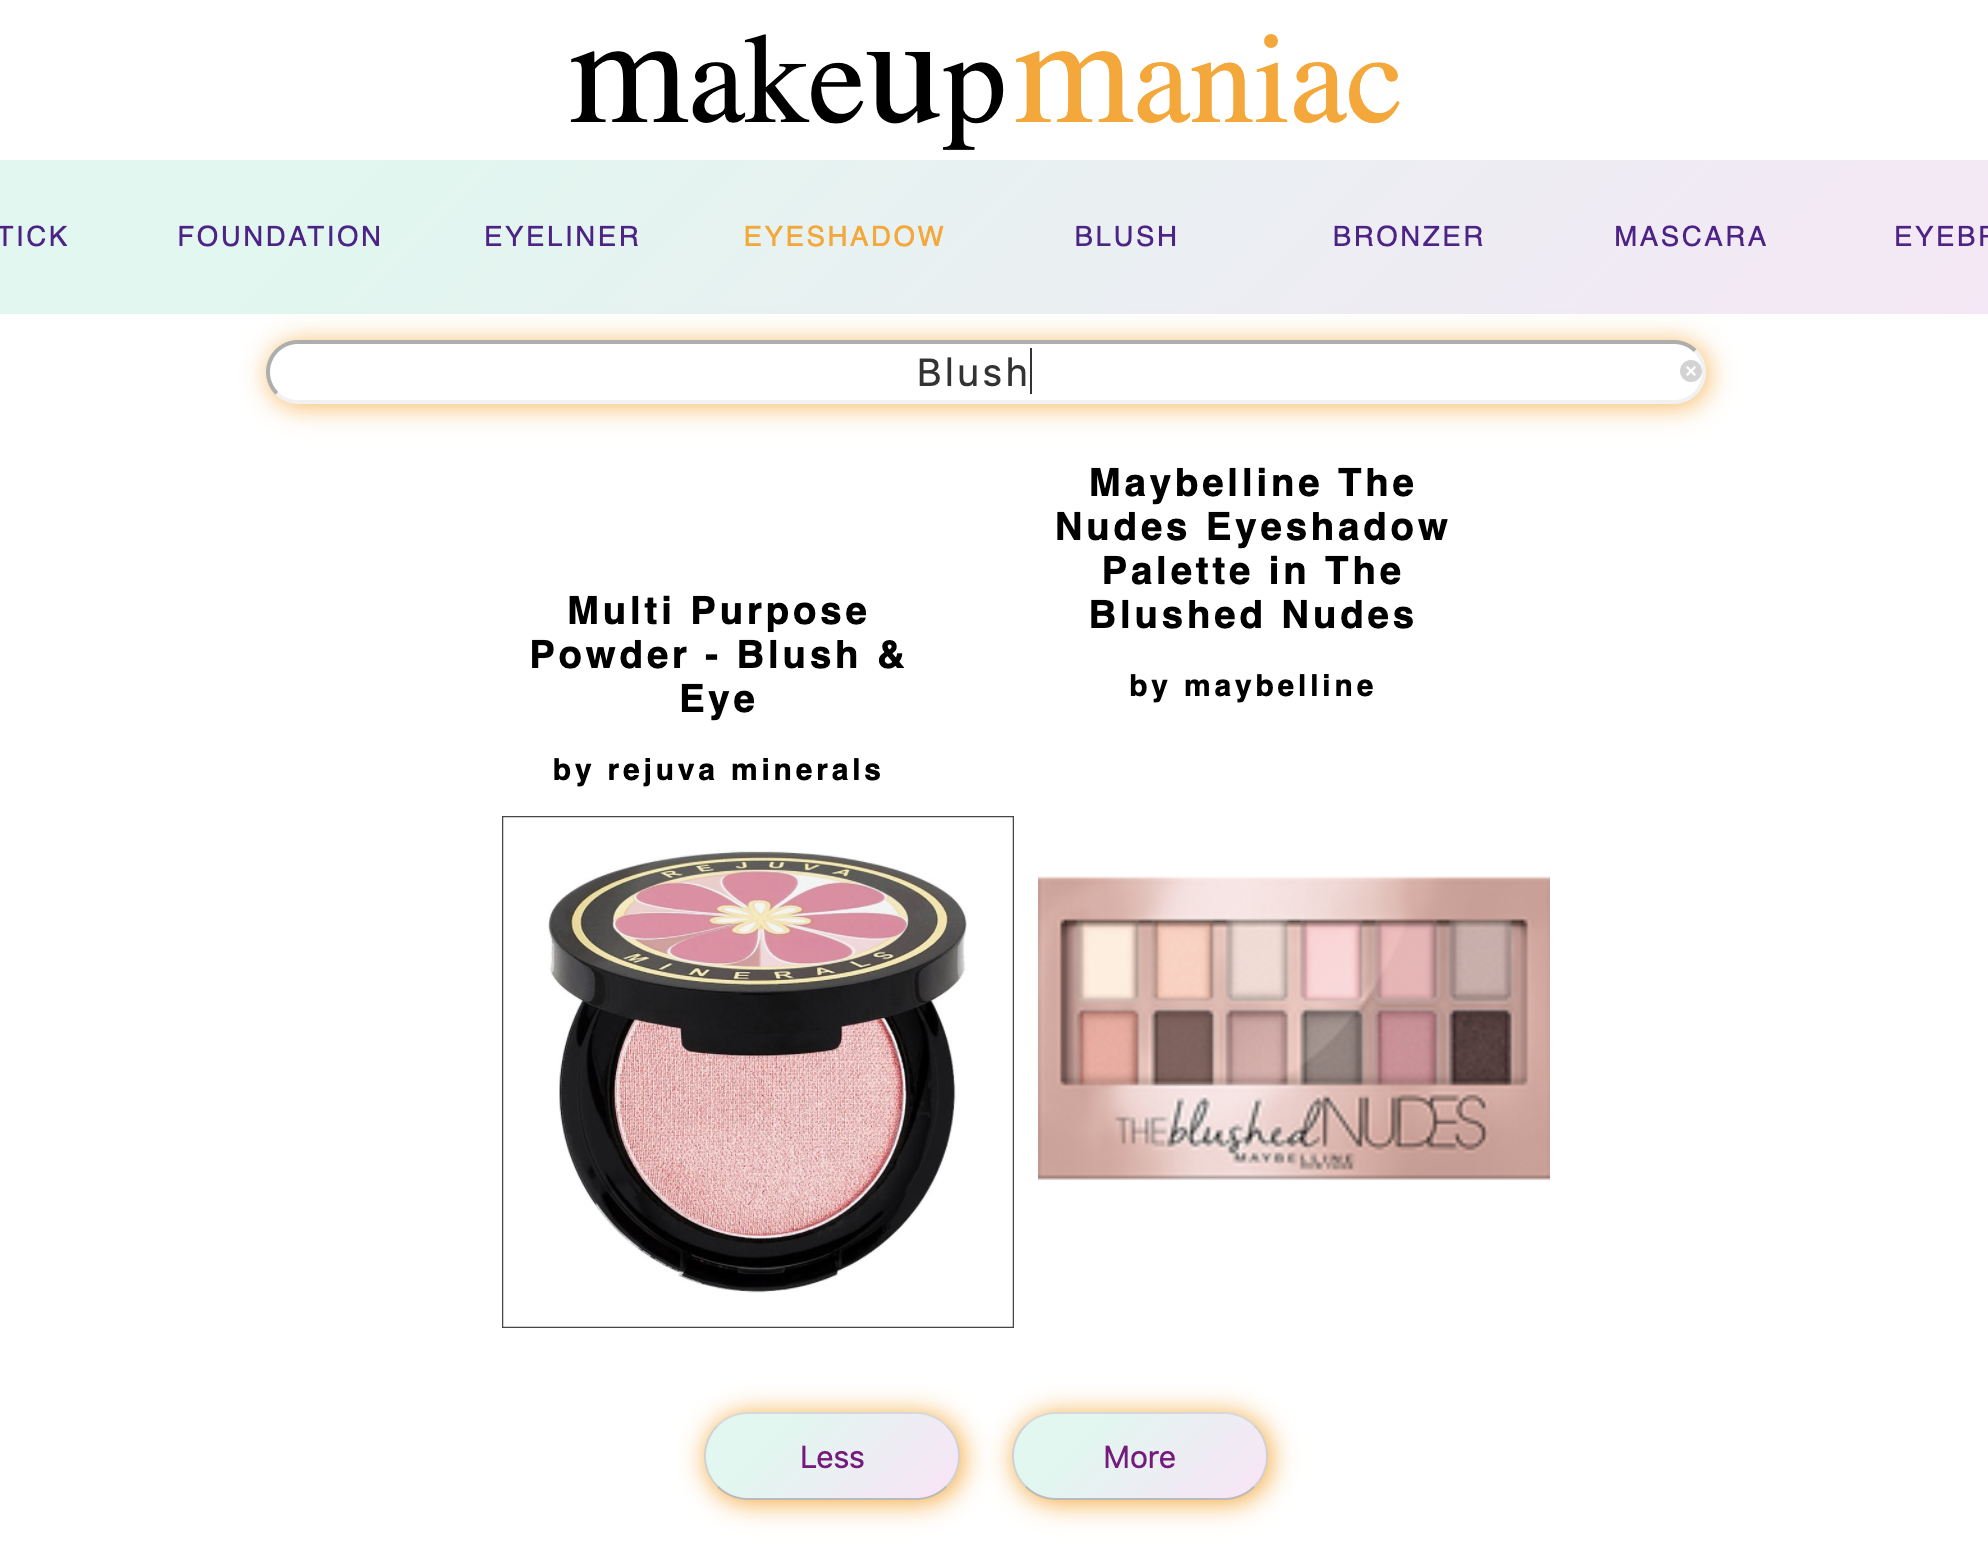 makeupmaniac
TICK FOUNDATION EYELINER EYESHADOW BLUSH BRONZER MASCARA EYEBR
Blush
Multi Purpose
Powder - Blush &
Eye
by rejuva minerals
Maybelline The
Nudes Eyeshadow
Palette in The
Blushed Nudes
by maybelline
REJUVA
MINERALS
THE blushed NUDES
MAYBELLINE
Less
More